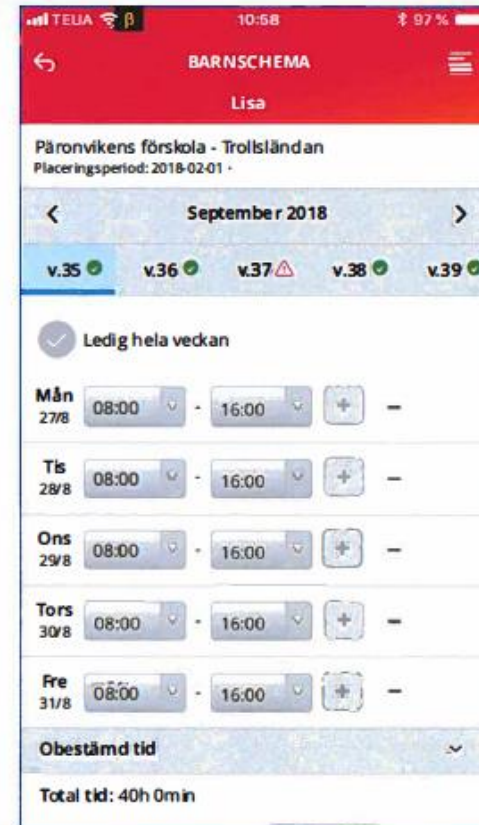 TELIA β 10:58 97 %
BARNSCHEMA
Lisa
Päronvikens förskola - Trollsländan
Placeringsperiod: 2018-02-01 -
September 2018
v.35 v.36 v.37 v.38 v.39
Ledig hela veckan
Mån
27/8 08:00 - 16:00 + -
Tis
28/8 08:00 - 16:00 + -
Ons
29/8 08:00 - 16:00 + -
Tors
30/8 08:00 - 16:00 + -
Fre
31/8 08:00 - 16:00 + -
Obestämd tid
Total tid: 40h 0min